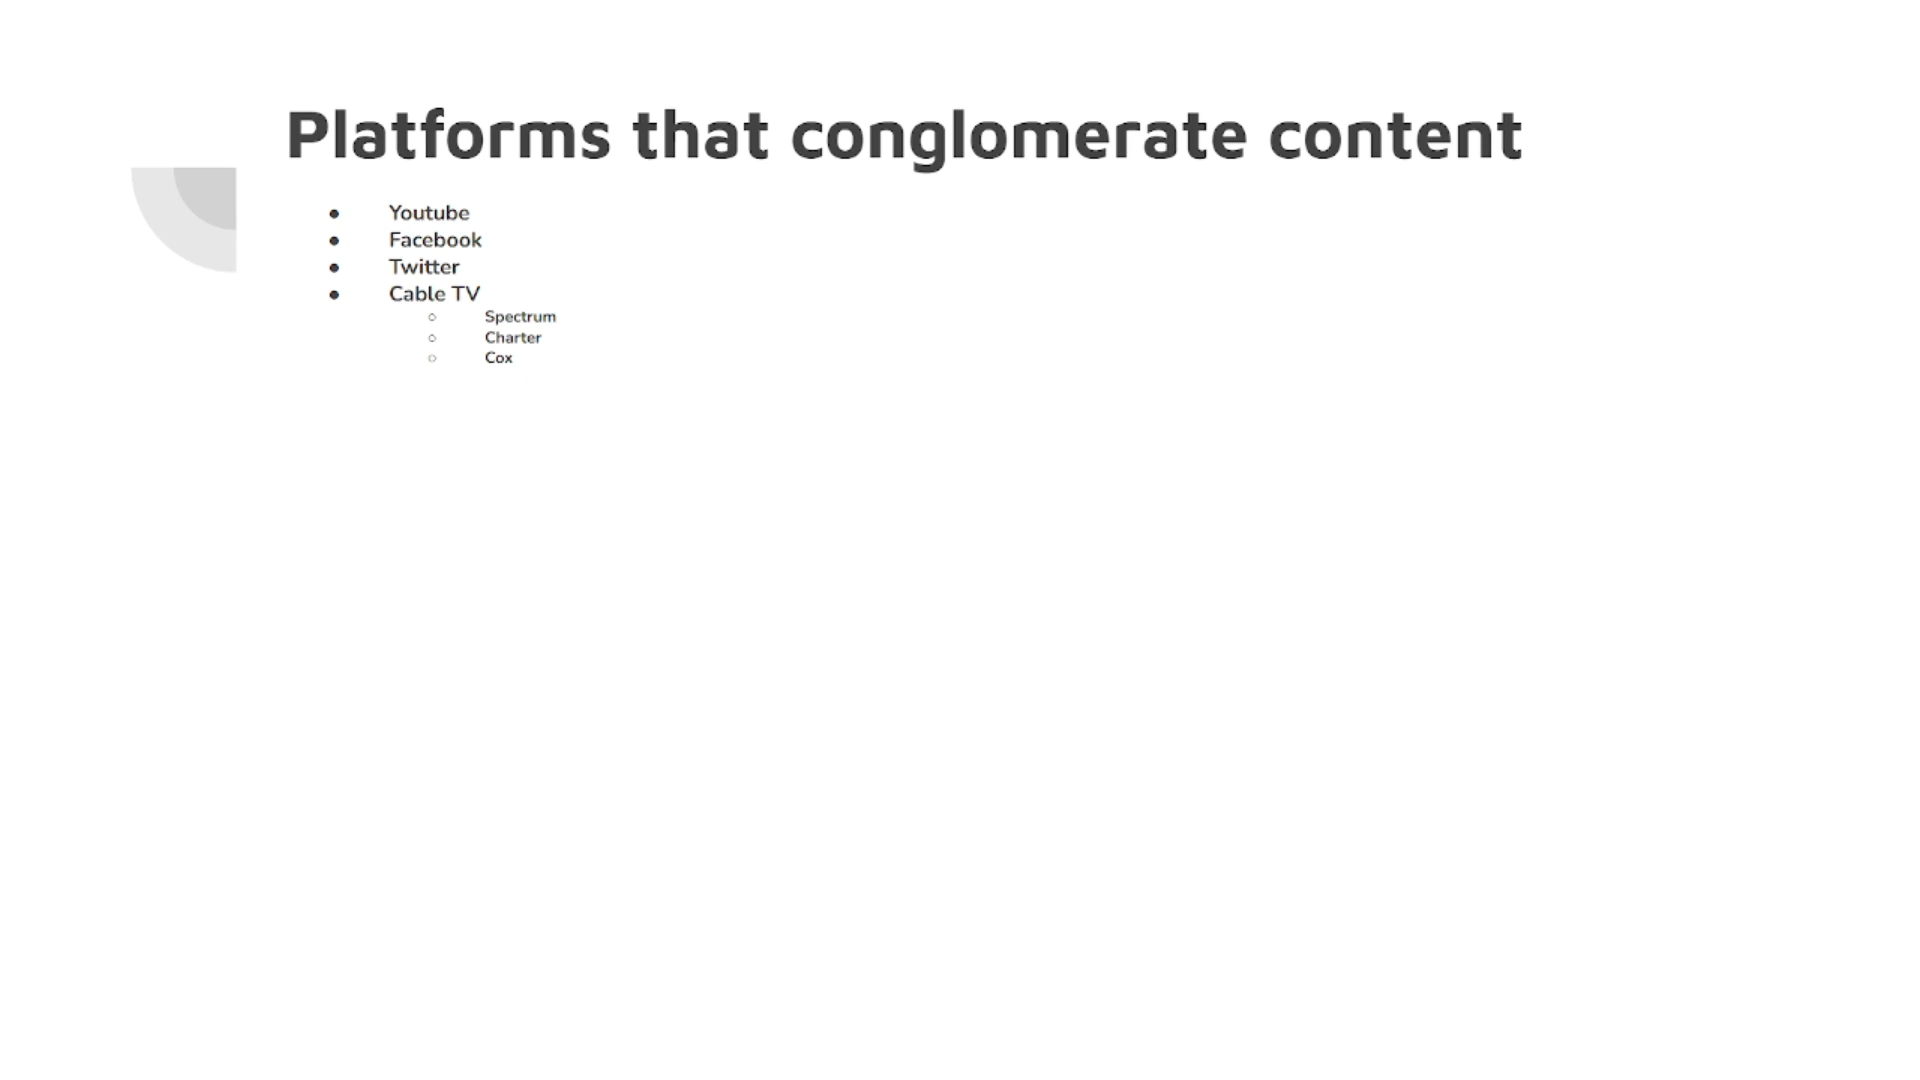 Platforms that conglomerate content
● Youtube
● Facebook
● Twitter
● Cable TV
○ Spectrum
○ Charter
○ Cox